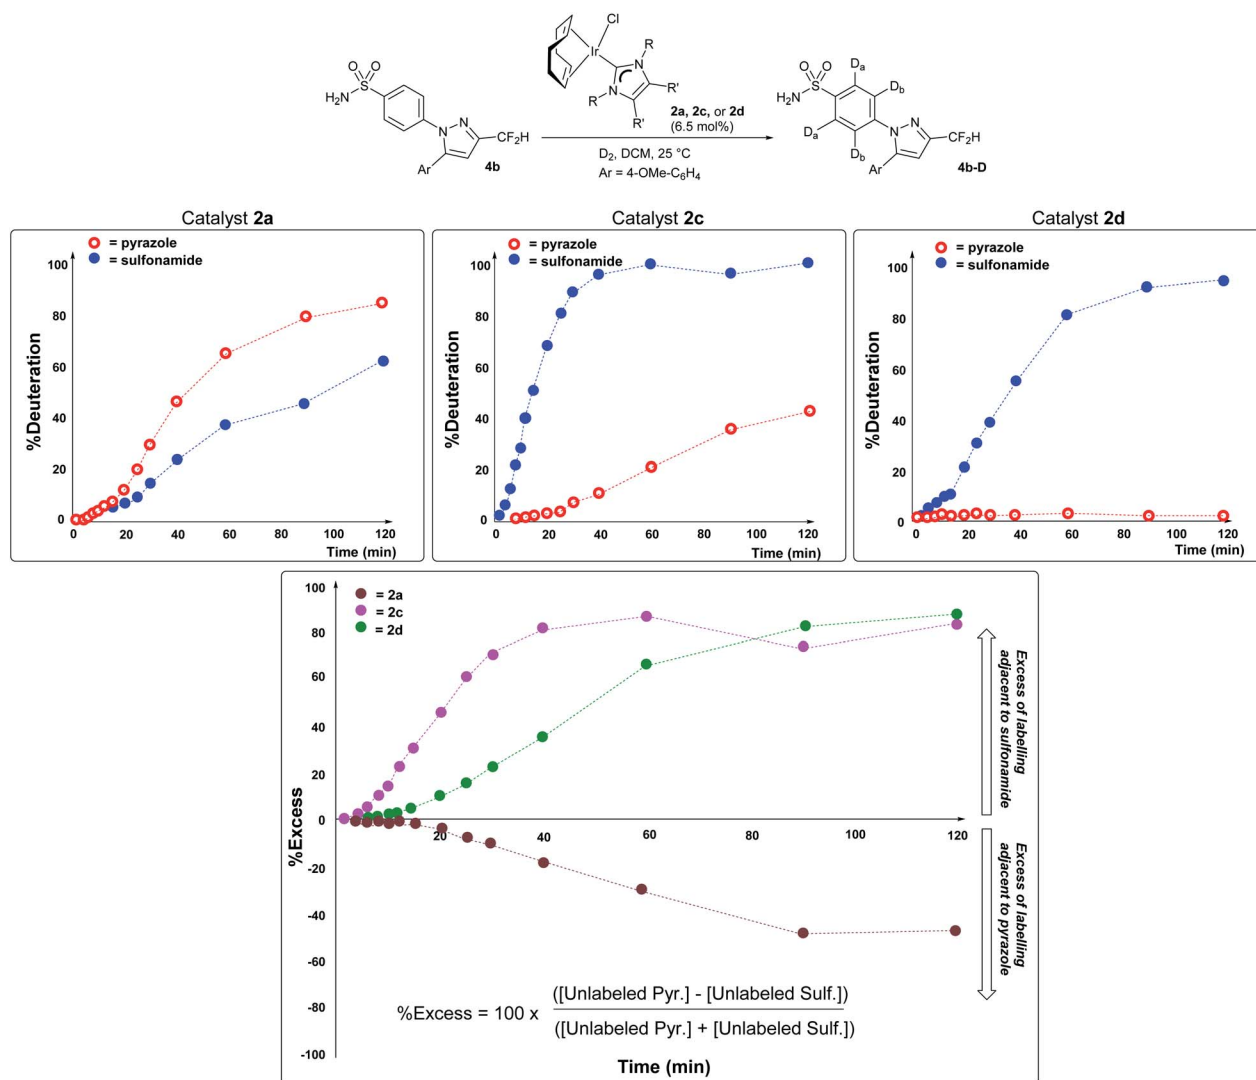 Cl
Ir
R
N
N
R'
R
R'
2a, 2c, or 2d
(6.5 mol%)
D2, DCM, 25 °C
Ar = 4-OMe-C6H4
O O
S
H2N
N
N
CF2H
Ar
4b
O O
S
H2N
Da
Db
Da
Db
N
N
CF2H
Ar
4b-D
Catalyst 2a
= pyrazole
= sulfonamide
%Deuteration
100
80
60
40
20
0
0 20 40 60 80 100 120
Time (min)
Catalyst 2c
= pyrazole
= sulfonamide
%Deuteration
100
80
60
40
20
0
0 20 40 60 80 100 120
Time (min)
Catalyst 2d
= pyrazole
= sulfonamide
%Deuteration
100
80
60
40
20
0
0 20 40 60 80 100 120
Time (min)
= 2a
= 2c
= 2d
%Excess
100
80
60
40
20
0
-20
-40
-60
-80
-100
20 40 60 80 100 120
Excess of labelling
adjacent to sulfonamide
Excess of labelling
adjacent to pyrazole
%Excess = 100 x
([Unlabeled Pyr.] - [Unlabeled Sulf.])
([Unlabeled Pyr.] + [Unlabeled Sulf.])
Time (min)